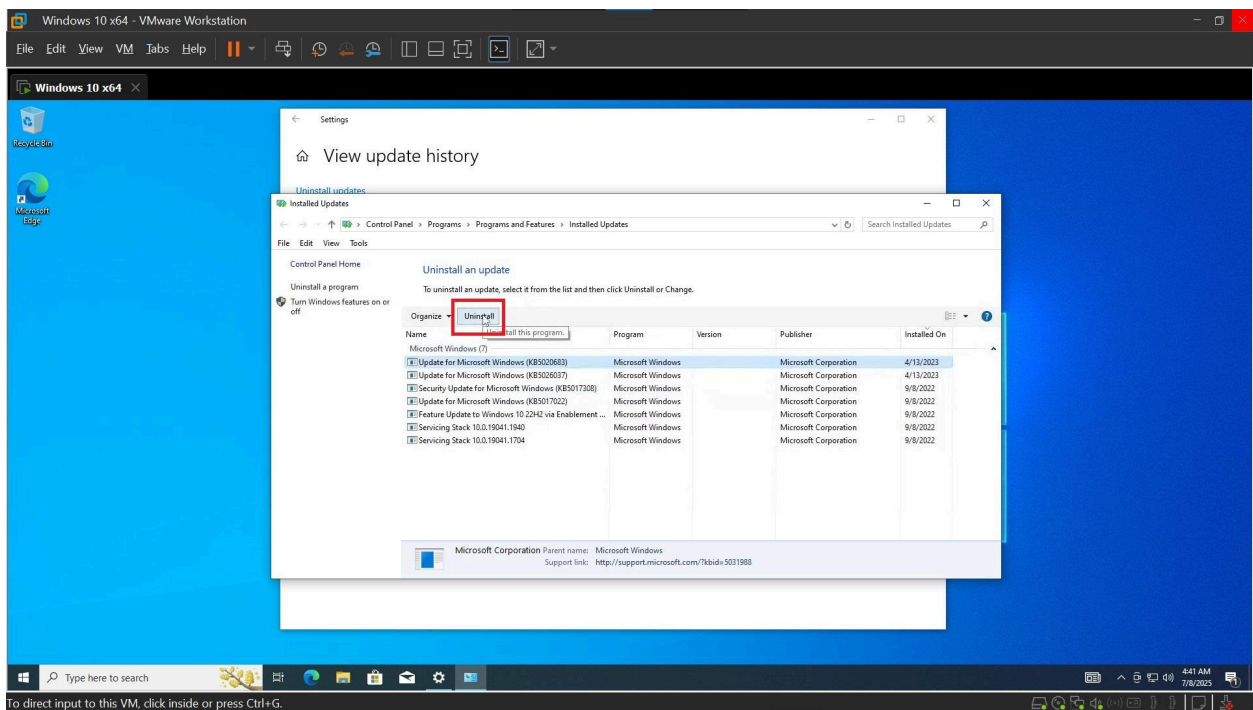 Windows 10 x64 - VMware Workstation
File Edit View VM Tabs Help
Windows 10 x64
Recycle Bin
Microsoft Edge
Settings
View update history
Uninstall updates
Installed Updates
Control Panel > Programs > Programs and Features > Installed Updates
Search Installed Updates
File Edit View Tools
Control Panel Home
Uninstall a program
Turn Windows features on or off
Uninstall an update
To uninstall an update, select it from the list and then click Uninstall or Change.
Organize Uninstall
Uninstall this program.
Name Program Version Publisher Installed On
Microsoft Windows (7)
Update for Microsoft Windows (KB5020683) Microsoft Windows Microsoft Corporation 4/13/2023
Update for Microsoft Windows (KB5026037) Microsoft Windows Microsoft Corporation 4/13/2023
Security Update for Microsoft Windows (KB5017308) Microsoft Windows Microsoft Corporation 9/8/2022
Update for Microsoft Windows (KB5017022) Microsoft Windows Microsoft Corporation 9/8/2022
Feature Update to Windows 10 22H2 via Enablement ... Microsoft Windows Microsoft Corporation 9/8/2022
Servicing Stack 10.0.19041.1940 Microsoft Windows Microsoft Corporation 9/8/2022
Servicing Stack 10.0.19041.1704 Microsoft Windows Microsoft Corporation 9/8/2022
Microsoft Corporation Parent name: Microsoft Windows
Support link: http://support.microsoft.com/?kbid=5031988
Type here to search
4:41 AM
7/8/2025
To direct input to this VM, click inside or press Ctrl+G.